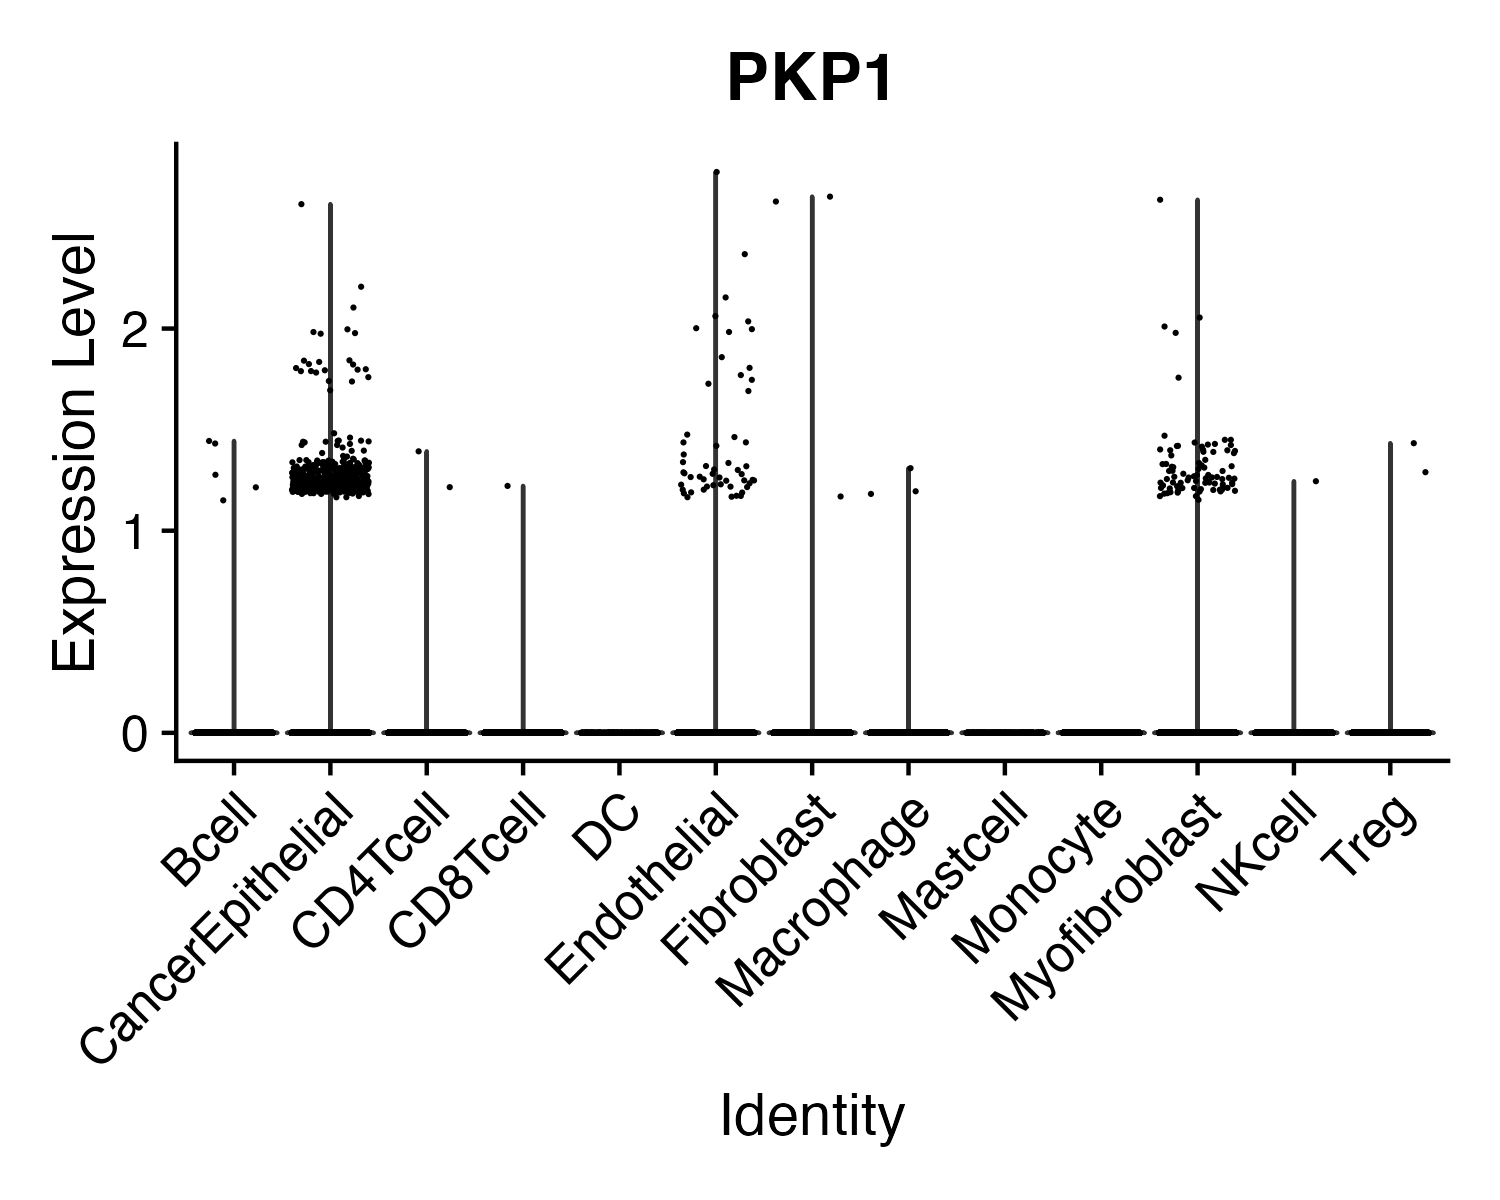 PKP1
Expression Level
2
1
0
Bcell
CancerEpithelial
CD4Tcell
CD8Tcell
DC
Endothelial
Fibroblast
Macrophage
Mastcell
Monocyte
Myofibroblast
NKcell
Treg
Identity